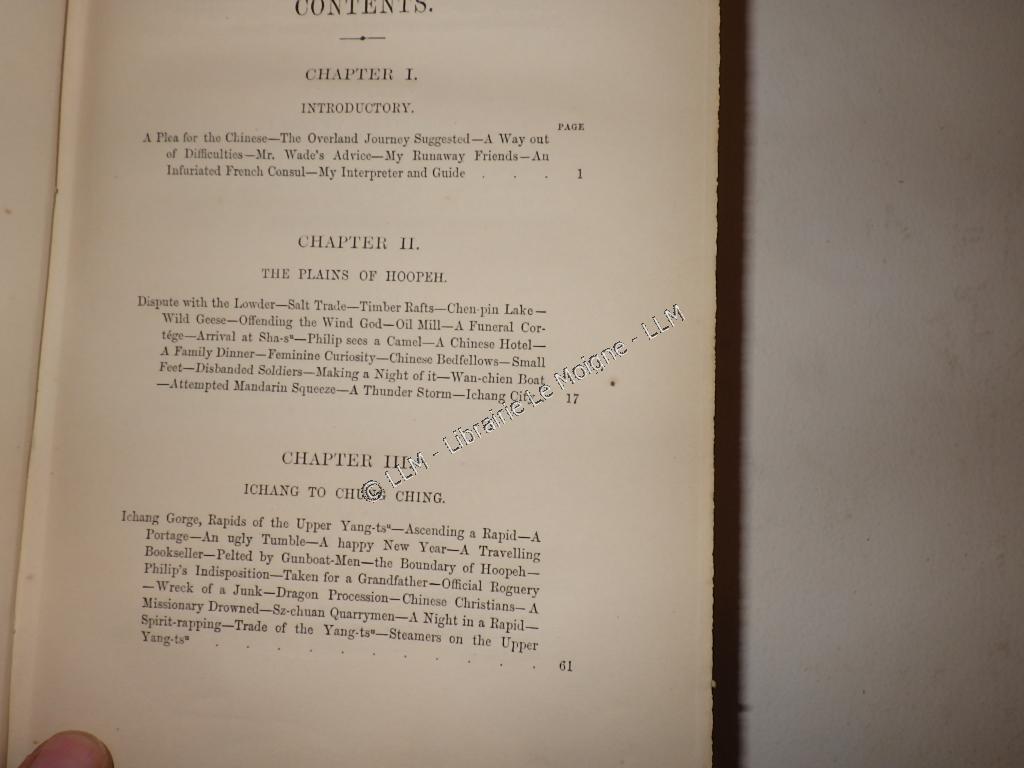 CONTENTS.
CHAPTER I.
INTRODUCTORY.
PAGE
A Plea for the Chinese—The Overland Journey Suggested—A Way out
of Difficulties—Mr. Wade's Advice—My Runaway Friends—An
Infuriated French Consul—My Interpreter and Guide . . . 1
CHAPTER II.
THE PLAINS OF HOOPEH.
Dispute with the Lowder—Salt Trade—Timber Rafts—Chen-pin Lake—
Wild Geese—Offending the Wind God—Oil Mill—A Funeral Cor-
tége—Arrival at Sha-sᵘ—Philip sees a Camel—A Chinese Hotel—
A Family Dinner—Feminine Curiosity—Chinese Bedfellows—Small
Feet—Disbanded Soldiers—Making a Night of it—Wan-chien Boat
—Attempted Mandarin Squeeze—A Thunder Storm—Ichang City 17
CHAPTER III.
ICHANG TO CHUNG CHING.
Ichang Gorge, Rapids of the Upper Yang-tsᵘ—Ascending a Rapid—A
Portage—An ugly Tumble—A happy New Year—A Travelling
Bookseller—Pelted by Gunboat-Men—the Boundary of Hoopeh—
Philip's Indisposition—Taken for a Grandfather—Official Roguery
—Wreck of a Junk—Dragon Procession—Chinese Christians—A
Missionary Drowned—Sz-chuan Quarrymen—A Night in a Rapid—
Spirit-rapping—Trade of the Yang-tsᵘ—Steamers on the Upper
Yang-tsᵘ . . . . . . . . . . 61
© LLM - Librairie Le Moigne - LLM